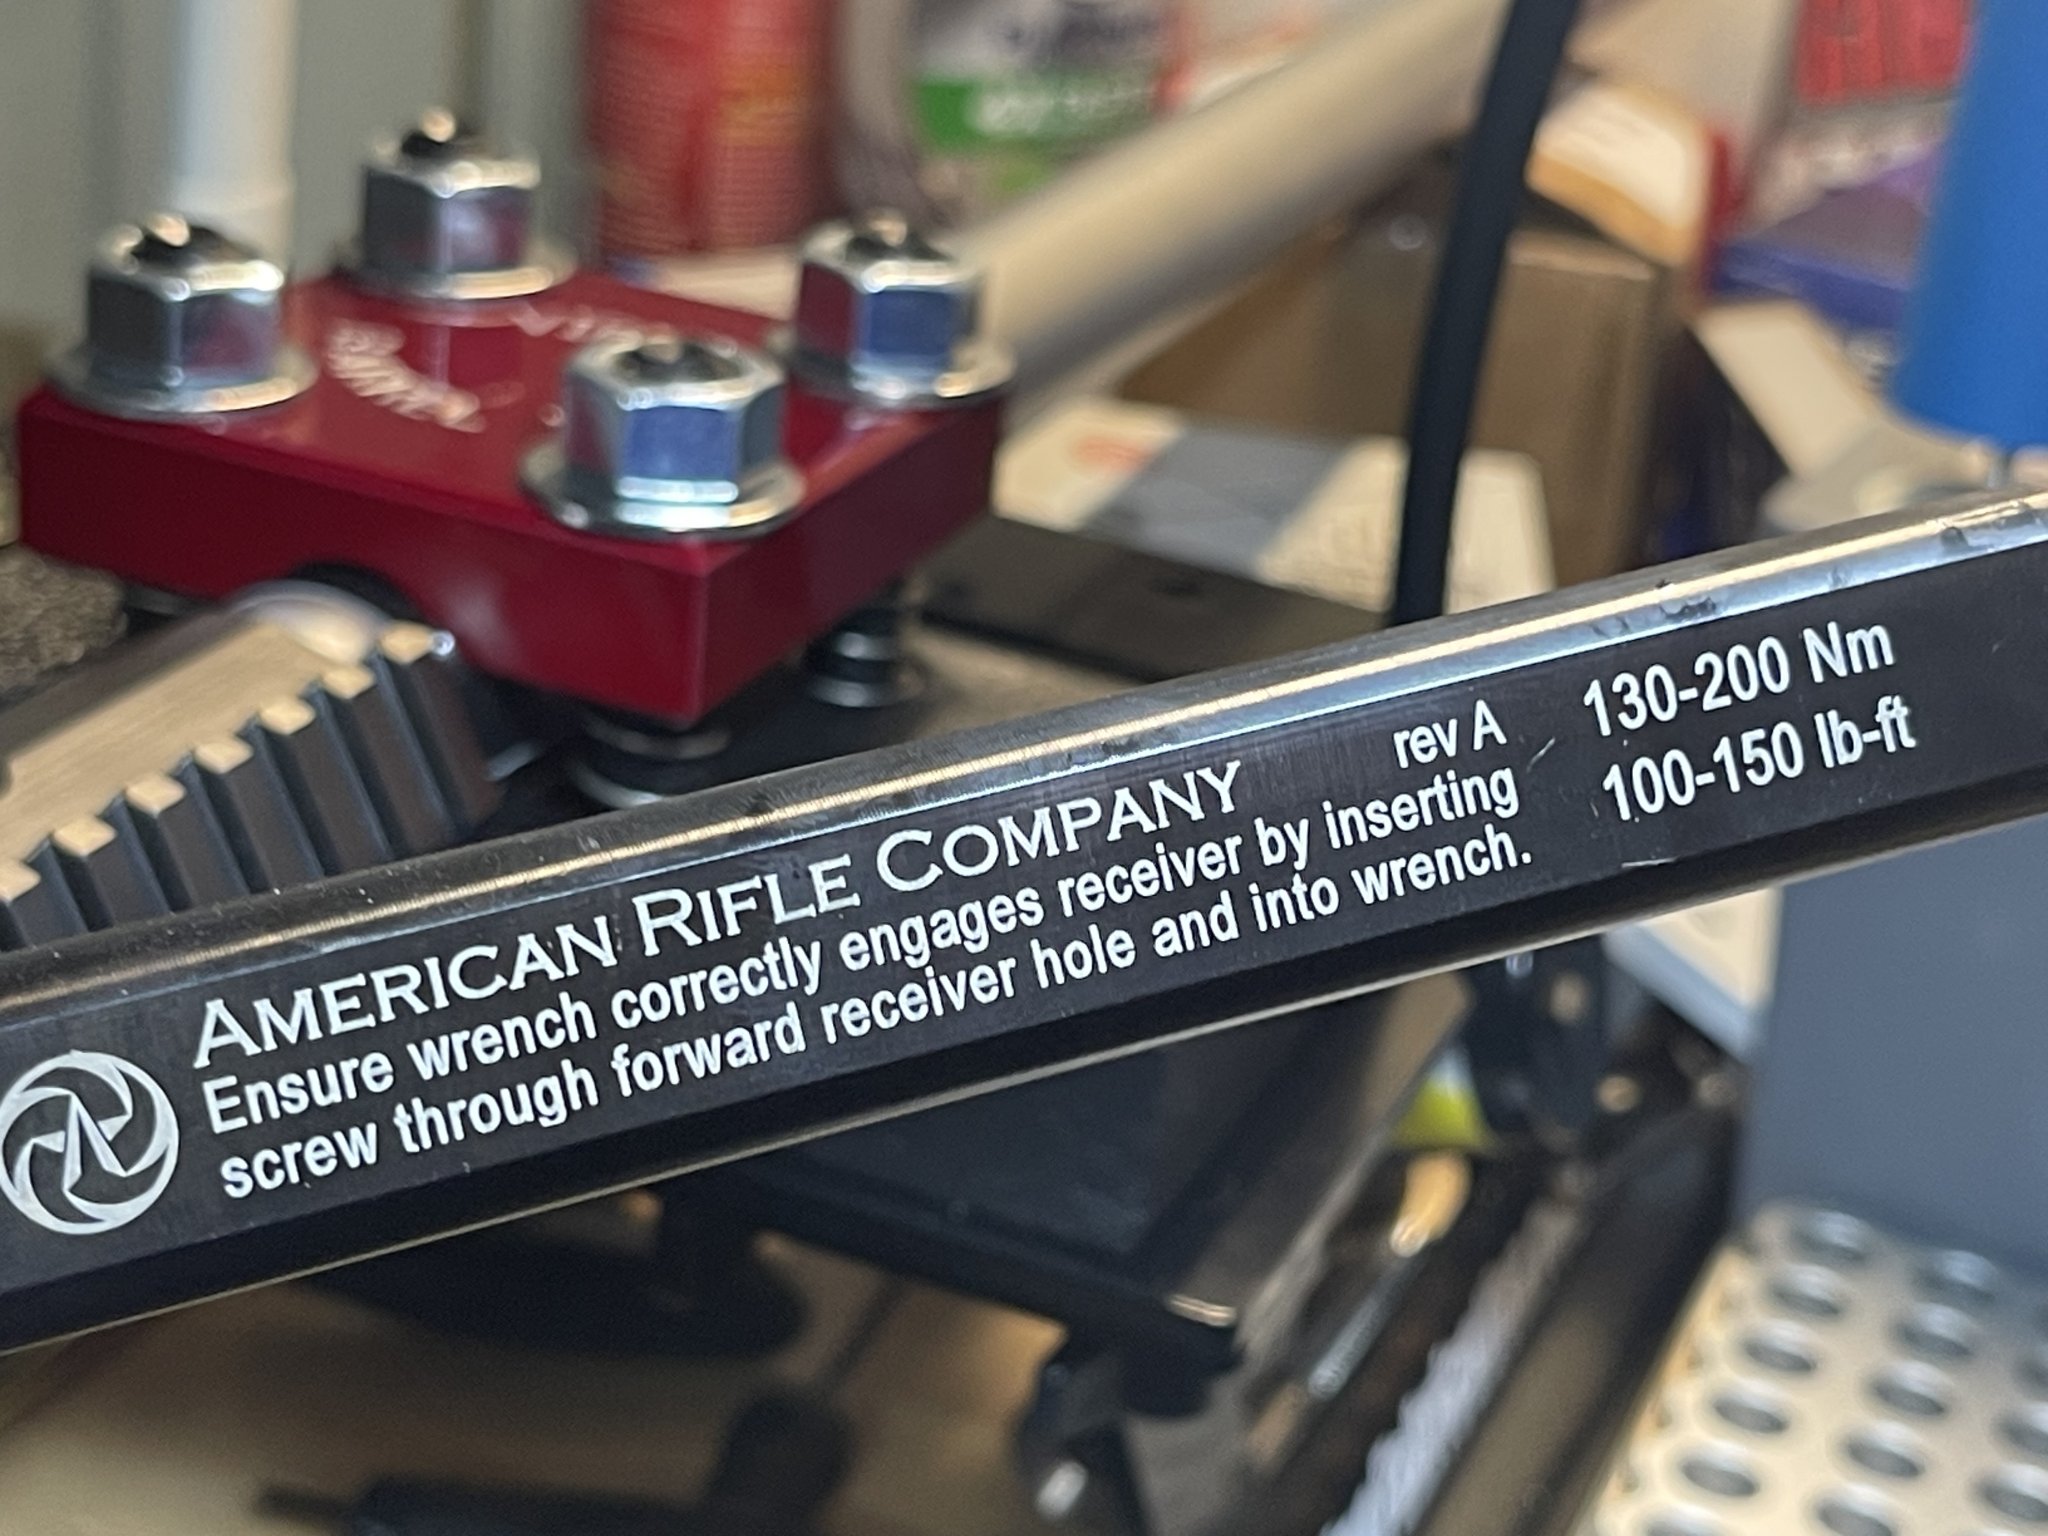 AMERICAN RIFLE COMPANY
rev A
Ensure wrench correctly engages receiver by inserting
screw through forward receiver hole and into wrench.
130-200 Nm
100-150 lb-ft